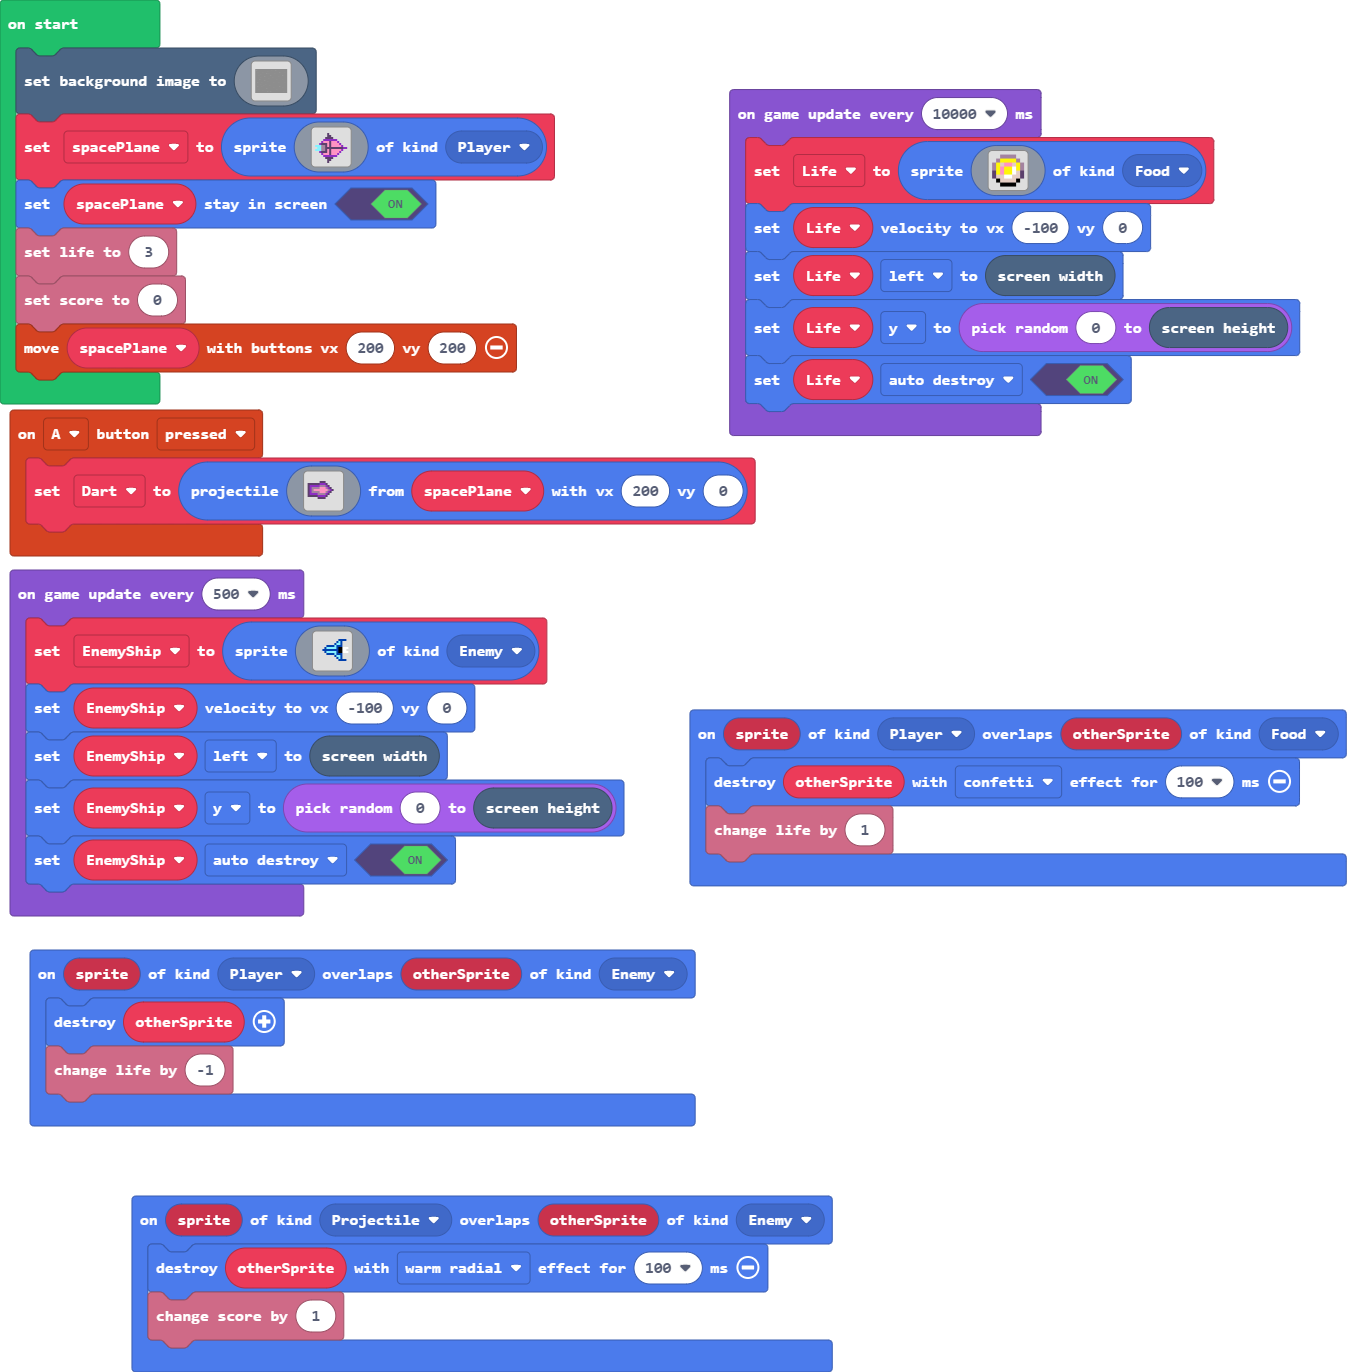 on start
set background image to
set spacePlane to sprite of kind Player
set spacePlane stay in screen ON
set life to 3
set score to 0
move spacePlane with buttons vx 200 vy 200
on A button pressed
set Dart to projectile from spacePlane with vx 200 vy 0
on game update every 500 ms
set EnemyShip to sprite of kind Enemy
set EnemyShip velocity to vx -100 vy 0
set EnemyShip left to screen width
set EnemyShip y to pick random 0 to screen height
set EnemyShip auto destroy ON
on game update every 10000 ms
set Life to sprite of kind Food
set Life velocity to vx -100 vy 0
set Life left to screen width
set Life y to pick random 0 to screen height
set Life auto destroy ON
on sprite of kind Player overlaps otherSprite of kind Food
destroy otherSprite with confetti effect for 100 ms
change life by 1
on sprite of kind Player overlaps otherSprite of kind Enemy
destroy otherSprite
change life by -1
on sprite of kind Projectile overlaps otherSprite of kind Enemy
destroy otherSprite with warm radial effect for 100 ms
change score by 1